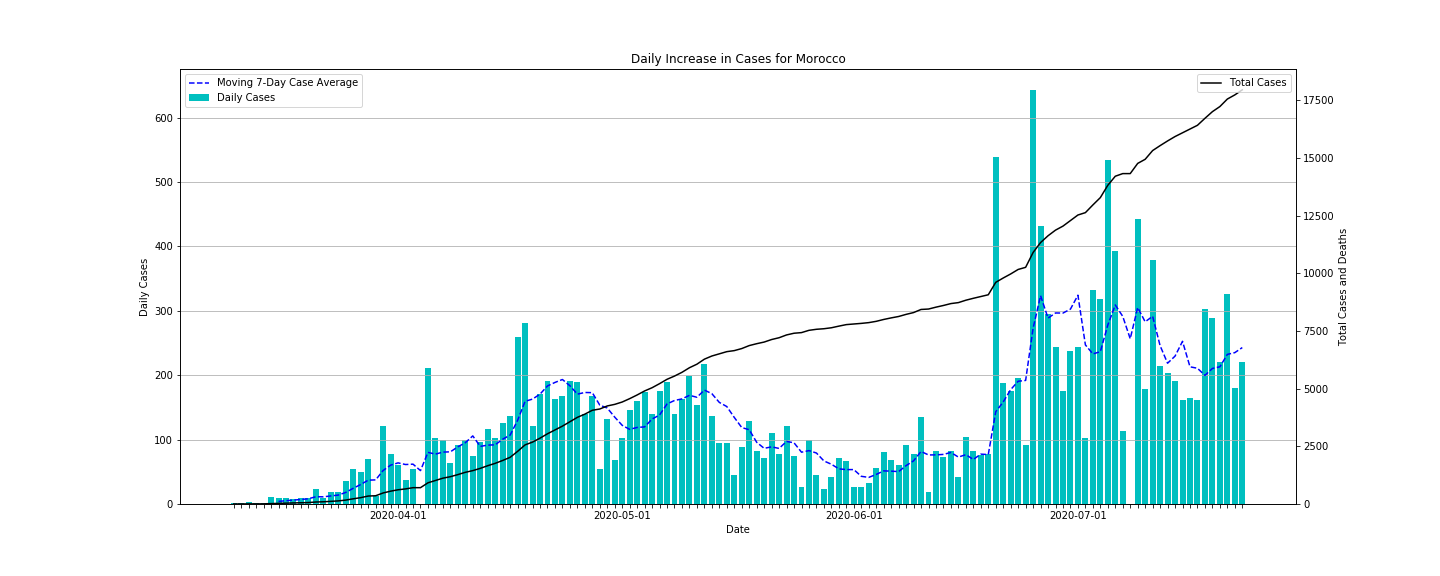 Daily Increase in Cases for Morocco
Moving 7-Day Case Average
Daily Cases
Total Cases
Daily Cases
600
500
400
300
200
100
0
17500
15000
12500
10000
7500
5000
2500
0
Total Cases and Deaths
2020-04-01
2020-05-01
2020-06-01
2020-07-01
Date